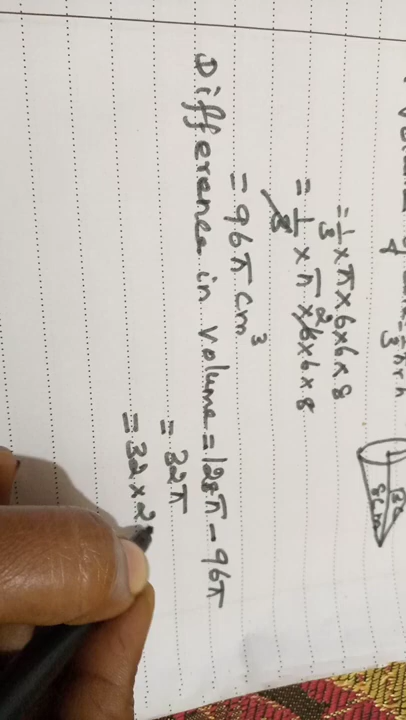 = 1/3 × π × 6 × 6 × 8
= 1/3 × π × 6 2 × 6 × 8
= 96π cm³
Difference in volume = 128π − 96π
= 32π
= 32 × 2